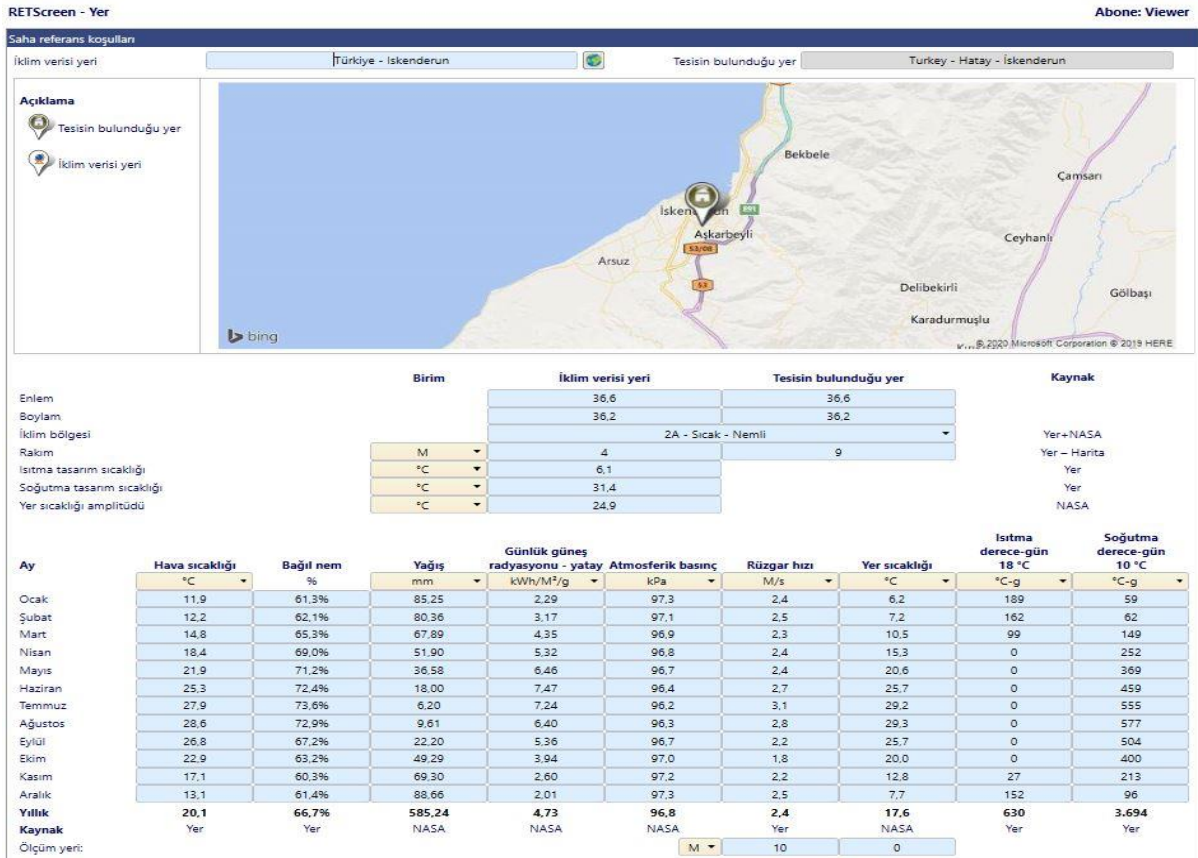 RETScreen - Yer Abone: Viewer
Saha referans koşulları
İklim verisi yeri Türkiye - Iskenderun Tesisin bulunduğu yer Turkey - Hatay - İskenderun
Açıklama
Tesisin bulunduğu yer
İklim verisi yeri
Bekbele
Çamsarı
E91
Aşkarbeyli
53/08
Ceyhanlı
Arsuz
53
Delibekirli
Gölbaşı
Karadurmuşlu
bing
© 2020 Microsoft Corporation © 2019 HERE
Birim İklim verisi yeri Tesisin bulunduğu yer Kaynak
Enlem 36,6 36,6
Boylam 36,2 36,2
İklim bölgesi 2A - Sıcak - Nemli Yer+NASA
Rakım M 4 9 Yer – Harita
Isıtma tasarım sıcaklığı °C 6,1 Yer
Soğutma tasarım sıcaklığı °C 31,4 Yer
Yer sıcaklığı amplitüdü °C 24,9 NASA
Isıtma Soğutma
Günlük güneş derece-gün derece-gün
Ay Hava sıcaklığı Bağıl nem Yağış radyasyonu - yatay Atmosferik basınç Rüzgar hızı Yer sıcaklığı 18 °C 10 °C
°C % mm kWh/M²/g kPa M/s °C °C-g °C-g
Ocak 11,9 61,3% 85,25 2,29 97,3 2,4 6,2 189 59
Şubat 12,2 62,1% 80,36 3,17 97,1 2,5 7,2 162 62
Mart 14,8 65,3% 67,89 4,35 96,9 2,3 10,5 99 149
Nisan 18,4 69,0% 51,90 5,32 96,8 2,4 15,3 0 252
Mayıs 21,9 71,2% 36,58 6,46 96,7 2,4 20,6 0 369
Haziran 25,3 72,4% 18,00 7,47 96,4 2,7 25,7 0 459
Temmuz 27,9 73,6% 6,20 7,24 96,2 3,1 29,2 0 555
Ağustos 28,6 72,9% 9,61 6,40 96,3 2,8 29,3 0 577
Eylül 26,8 67,2% 22,20 5,36 96,7 2,2 25,7 0 504
Ekim 22,9 63,2% 49,29 3,94 97,0 1,8 20,0 0 400
Kasım 17,1 60,3% 69,30 2,60 97,2 2,2 12,8 27 213
Aralık 13,1 61,4% 88,66 2,01 97,3 2,5 7,7 152 96
Yıllık 20,1 66,7% 585,24 4,73 96,8 2,4 17,6 630 3.694
Kaynak Yer Yer NASA NASA NASA Yer NASA Yer Yer
Ölçüm yeri: M 10 0